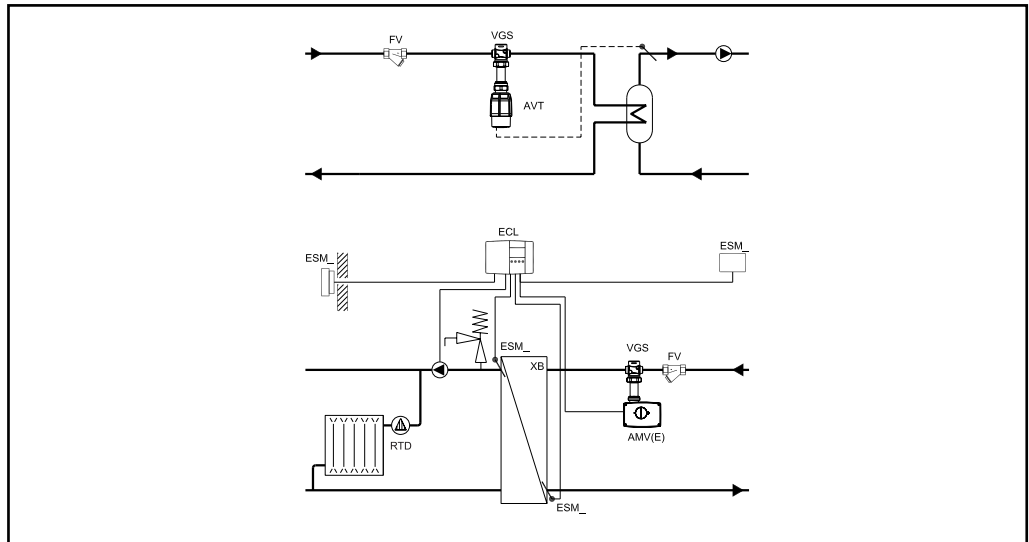 FV
VGS
AVT
ECL
ESM_
ESM_
ESM_
XB
VGS
FV
RTD
AMV(E)
ESM_